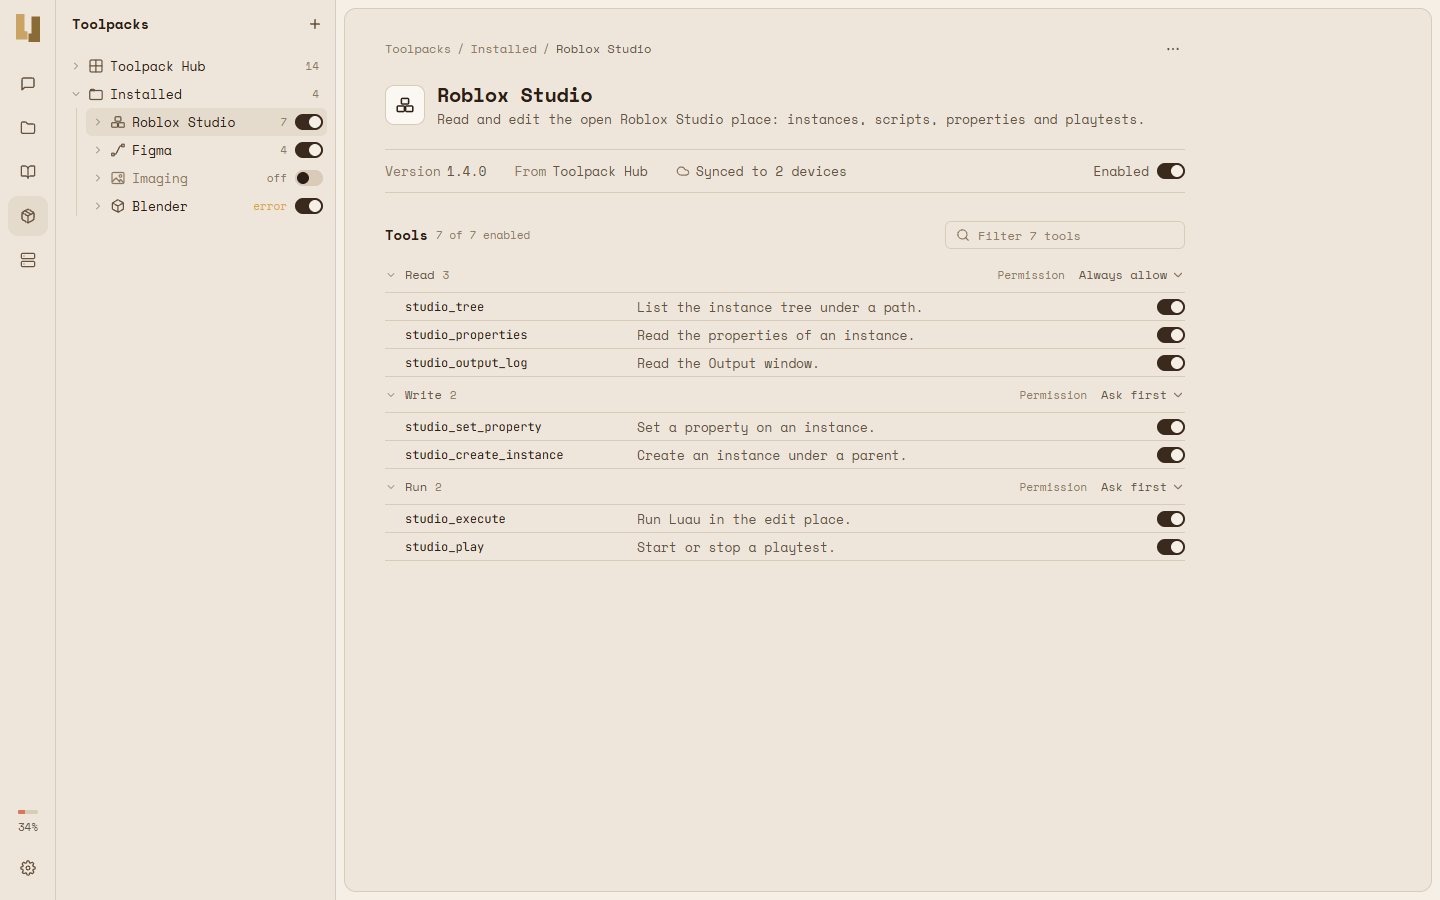 Toolpacks
Toolpack Hub 14
Installed 4
Roblox Studio 7
Figma 4
Imaging off
Blender error
34%
Toolpacks / Installed / Roblox Studio
Roblox Studio
Read and edit the open Roblox Studio place: instances, scripts, properties and playtests.
Version 1.4.0 From Toolpack Hub Synced to 2 devices Enabled
Tools 7 of 7 enabled Filter 7 tools
Read 3 Permission Always allow
studio_tree List the instance tree under a path.
studio_properties Read the properties of an instance.
studio_output_log Read the Output window.
Write 2 Permission Ask first
studio_set_property Set a property on an instance.
studio_create_instance Create an instance under a parent.
Run 2 Permission Ask first
studio_execute Run Luau in the edit place.
studio_play Start or stop a playtest.